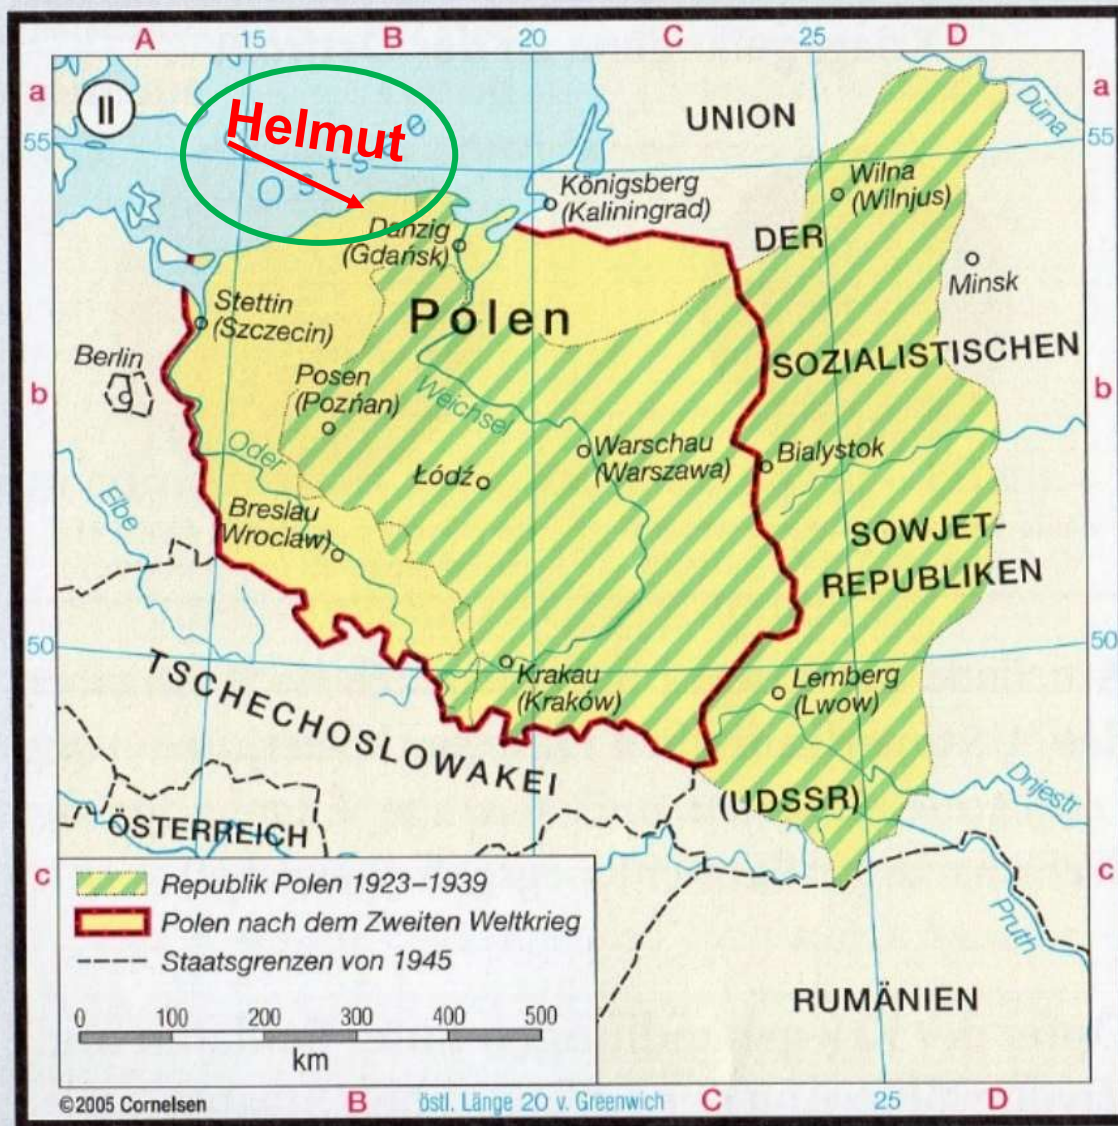 A 15 B 20 C 25 D
a
II
55
Helmut
Ostsee
UNION
Düna
a
55
Königsberg
(Kaliningrad)
Wilna
(Wilnjus)
DER
Danzig
(Gdańsk)
Minsk
Stettin
(Szczecin)
Polen
SOZIALISTISCHEN
Berlin
b
Posen
(Pozńan)
Weichsel
b
Oder
Warschau
(Warszawa)
Bialystok
Łódź
Elbe
Breslau
Wroclaw)
SOWJET-
REPUBLIKEN
50
50
TSCHECHOSLOWAKEI
Krakau
(Kraków)
Lemberg
(Lwow)
Dnjestr
(UDSSR)
ÖSTERREICH
c
c
Republik Polen 1923–1939
Polen nach dem Zweiten Weltkrieg
Staatsgrenzen von 1945
Pruth
0 100 200 300 400 500
km
RUMÄNIEN
©2005 Cornelsen
B östl. Länge 20 v. Greenwich C 25 D